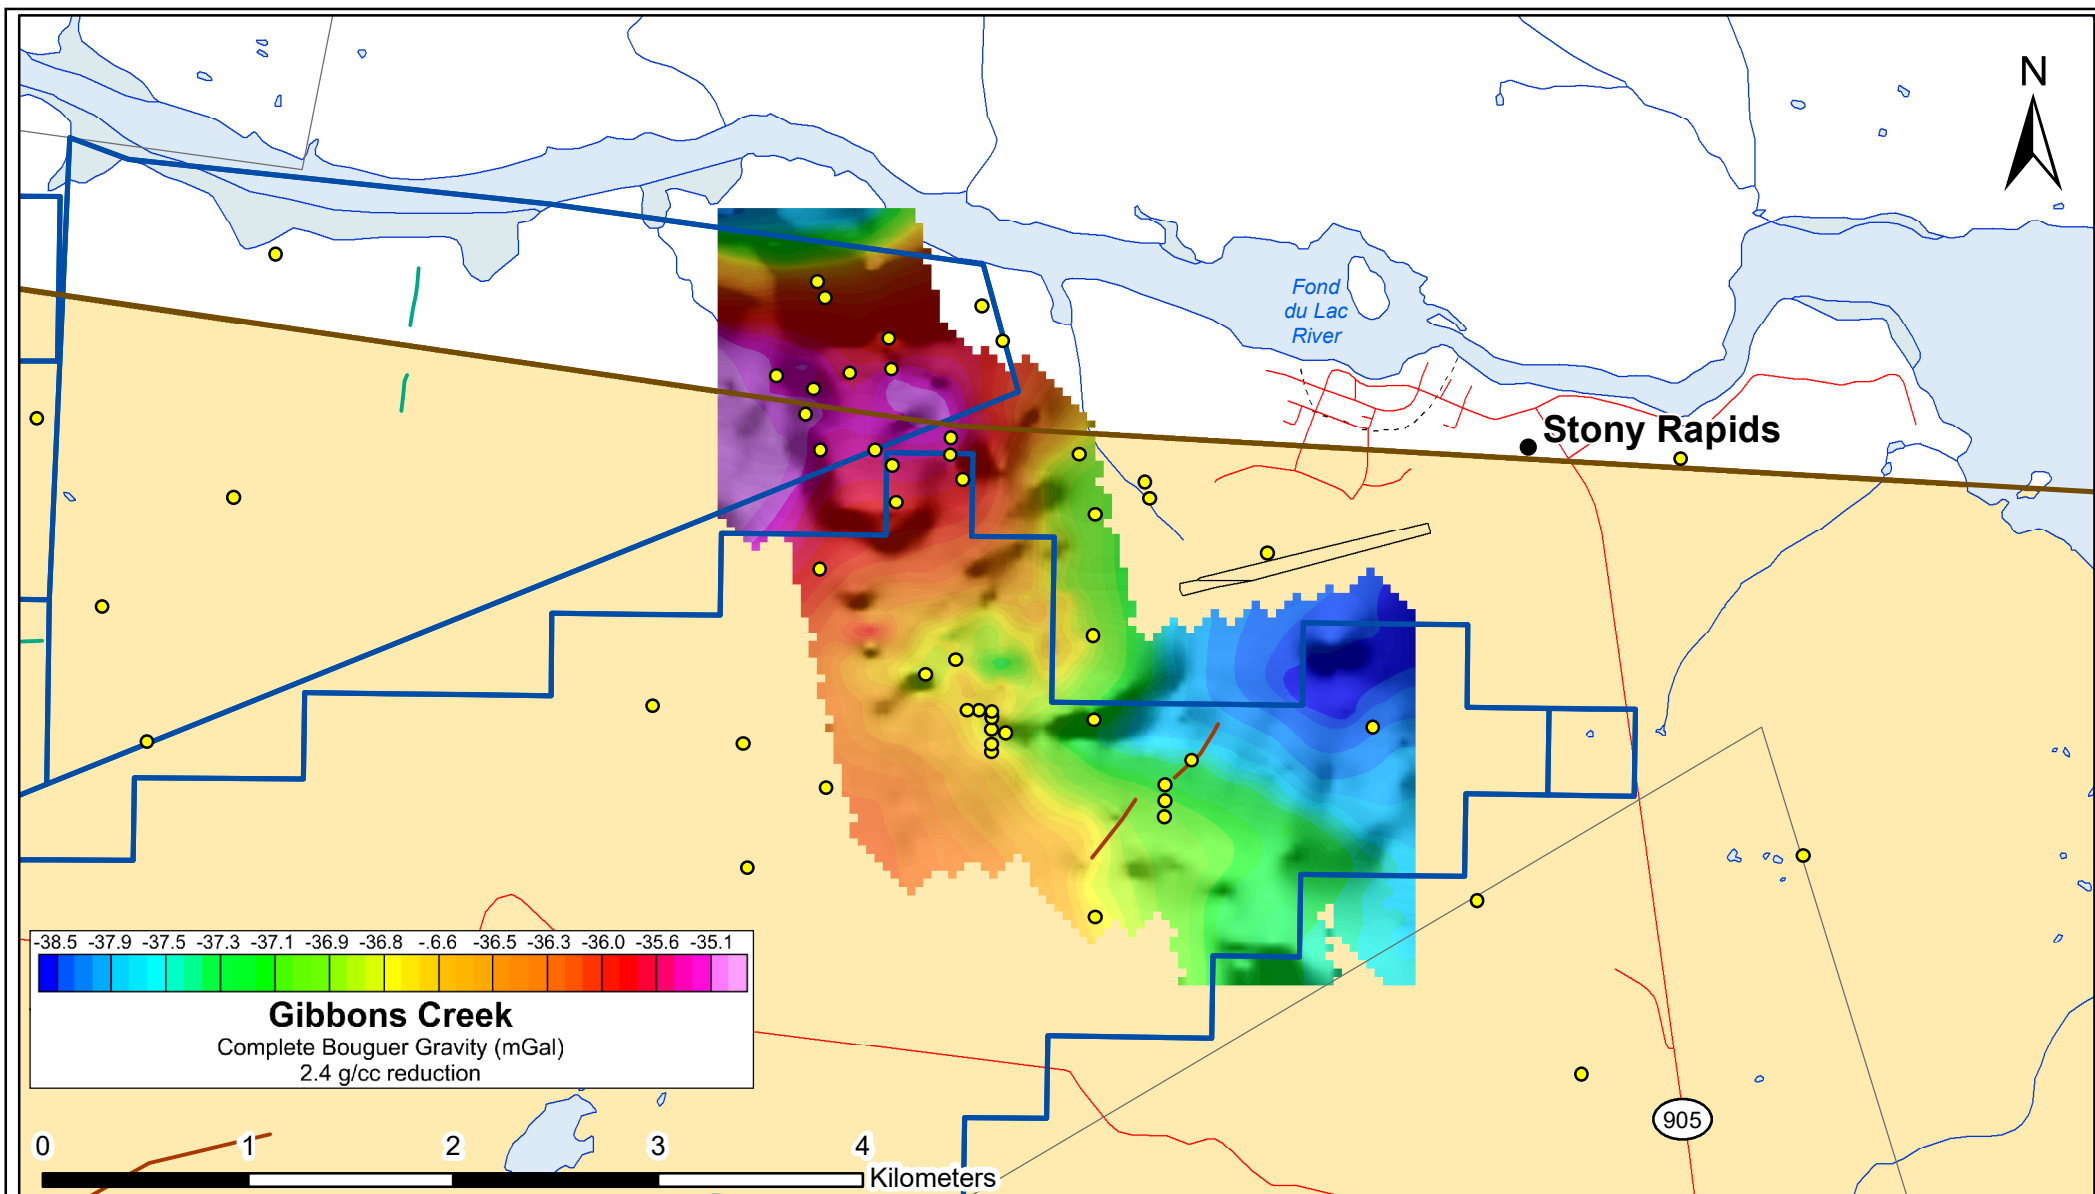 N
Fond
du Lac
River
Stony Rapids
-38.5 -37.9 -37.5 -37.3 -37.1 -36.9 -36.8 -.6.6 -36.5 -36.3 -36.0 -35.6 -35.1
Gibbons Creek
Complete Bouguer Gravity (mGal)
2.4 g/cc reduction
905
0 1 2 3 4
Kilometers